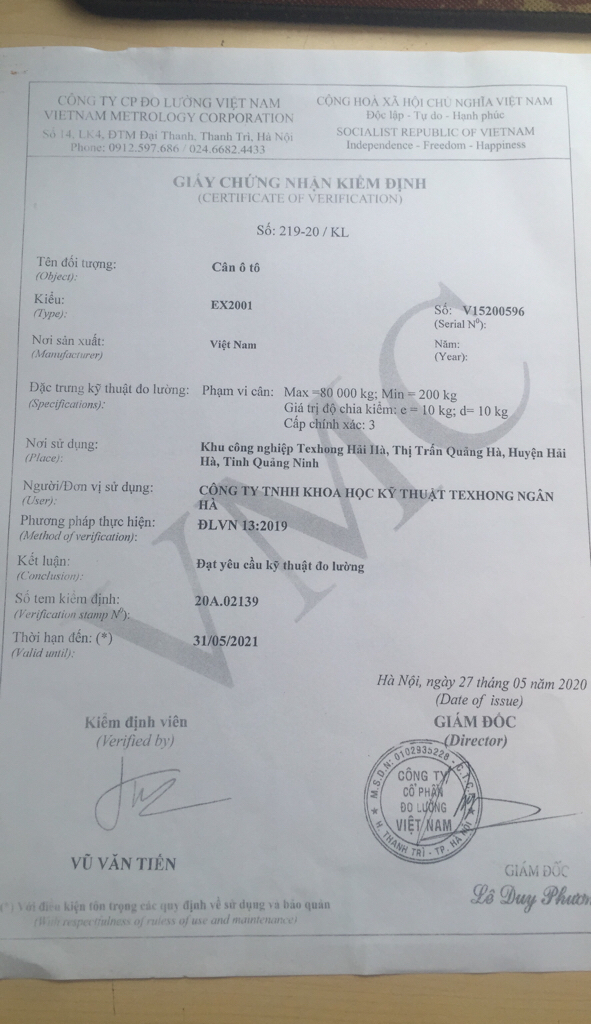 CÔNG TY CP ĐO LƯỜNG VIỆT NAM
VIETNAM METROLOGY CORPORATION
Số 14, LK4, ĐTM Đại Thanh, Thanh Trì, Hà Nội
Phone: 0912.597.686 / 024.6682.4433
CỘNG HOÀ XÃ HỘI CHỦ NGHĨA VIỆT NAM
Độc lập - Tự do - Hạnh phúc
SOCIALIST REPUBLIC OF VIETNAM
Independence - Freedom - Happiness
GIẤY CHỨNG NHẬN KIỂM ĐỊNH
(CERTIFICATE OF VERIFICATION)
Số: 219-20 / KL
Tên đối tượng: Cân ô tô
(Object):
Kiểu: EX2001 Số: V15200596
(Type): (Serial Nº):
Nơi sản xuất: Việt Nam Năm:
(Manufacturer) (Year):
Đặc trưng kỹ thuật đo lường: Phạm vi cân: Max =80 000 kg; Min = 200 kg
(Specifications): Giá trị độ chia kiểm: e = 10 kg; d= 10 kg
Cấp chính xác: 3
Nơi sử dụng: Khu công nghiệp Texhong Hải Hà, Thị Trấn Quảng Hà, Huyện Hải
(Place): Hà, Tỉnh Quảng Ninh
Người/Đơn vị sử dụng: CÔNG TY TNHH KHOA HỌC KỸ THUẬT TEXHONG NGÂN
(User): HÀ
Phương pháp thực hiện: ĐLVN 13:2019
(Method of verification):
Kết luận: Đạt yêu cầu kỹ thuật đo lường
(Conclusion):
Số tem kiểm định: 20A.02139
(Verification stamp Nº):
Thời hạn đến: (*) 31/05/2021
(Valid until):
VMC
Hà Nội, ngày 27 tháng 05 năm 2020
(Date of issue)
Kiểm định viên
(Verified by)
GIÁM ĐỐC
(Director)
M.S.D.N: 0102935228 - C.T.C.P
CÔNG TY
CỔ PHẦN
ĐO LƯỜNG
VIỆT NAM
H. THANH TRÌ - TP. HÀ NỘI
VŨ VĂN TIẾN
GIÁM ĐỐC
Lê Duy Phươn
(*) Với điều kiện tôn trọng các quy định về sử dụng và bảo quản
(With respectfulness of ruless of use and maintenance)